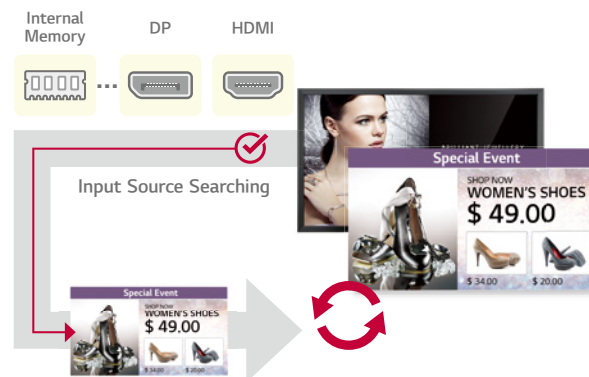 Internal
Memory
DP
HDMI
Input Source Searching
Special Event
SHOP NOW
WOMEN'S SHOES
$ 49.00
$ 34.00
$ 20.00
Special Event
SHOP NOW
WOMEN'S SHOES
$ 49.00
$ 34.00
$ 20.00